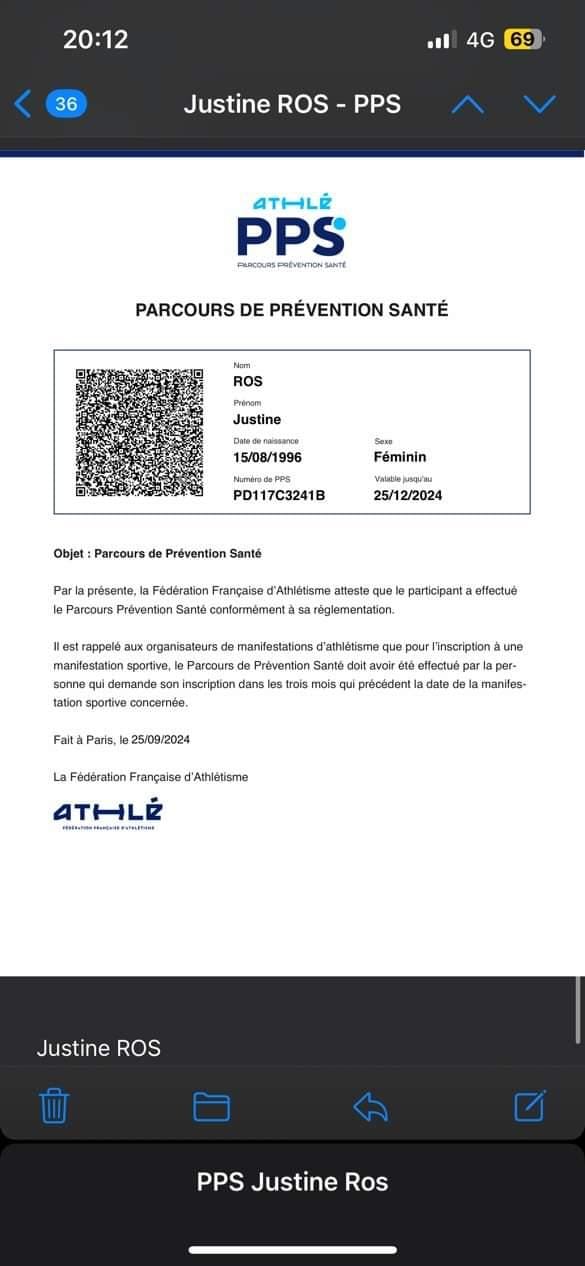 20:12
4G 69
36 Justine ROS - PPS
ATHLÉ
PPS
PARCOURS PRÉVENTION SANTÉ
PARCOURS DE PRÉVENTION SANTÉ
Nom
ROS
Prénom
Justine
Date de naissance Sexe
15/08/1996 Féminin
Numéro de PPS Valable jusqu'au
PD117C3241B 25/12/2024
Objet : Parcours de Prévention Santé
Par la présente, la Fédération Française d'Athlétisme atteste que le participant a effectué
le Parcours Prévention Santé conformément à sa réglementation.
Il est rappelé aux organisateurs de manifestations d'athlétisme que pour l'inscription à une
manifestation sportive, le Parcours de Prévention Santé doit avoir été effectué par la per-
sonne qui demande son inscription dans les trois mois qui précédent la date de la manifes-
tation sportive concernée.
Fait à Paris, le 25/09/2024
La Fédération Française d'Athlétisme
ATHLÉ
FÉDÉRATION FRANÇAISE D'ATHLÉTISME
Justine ROS
PPS Justine Ros